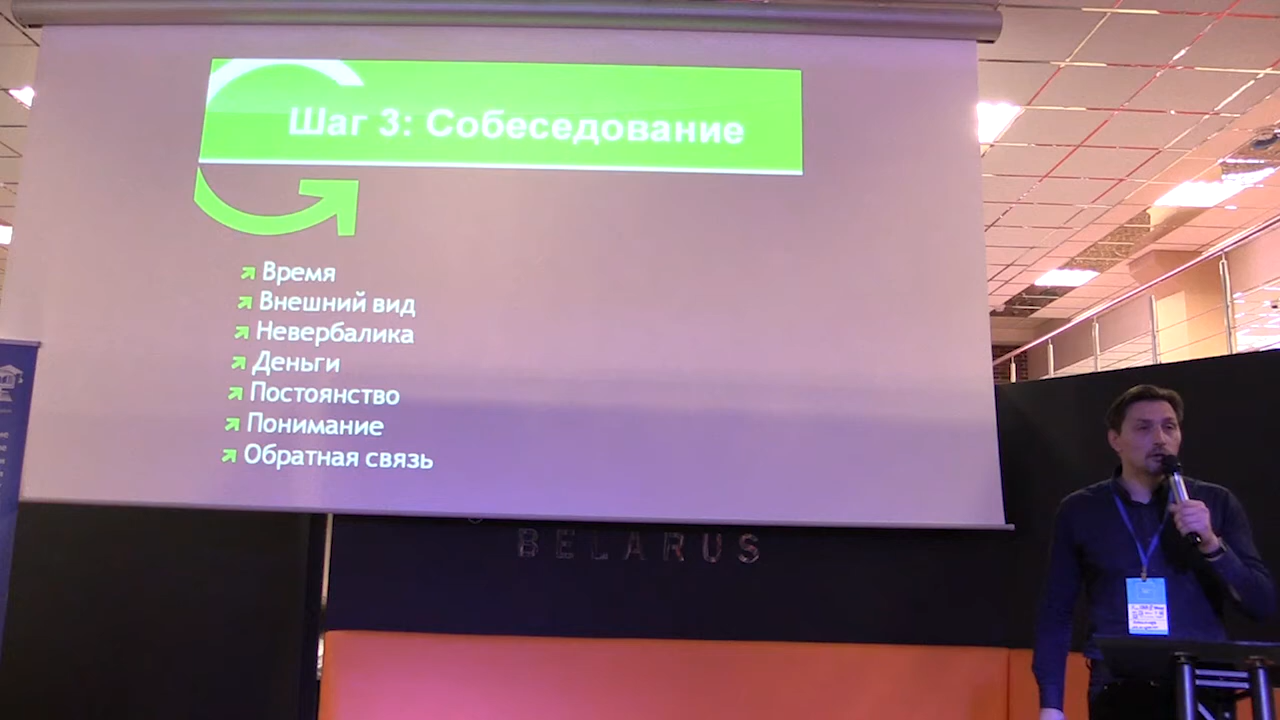 Шаг 3: Собеседование
Время
Внешний вид
Невербалика
Деньги
Постоянство
Понимание
Обратная связь
BELARUS